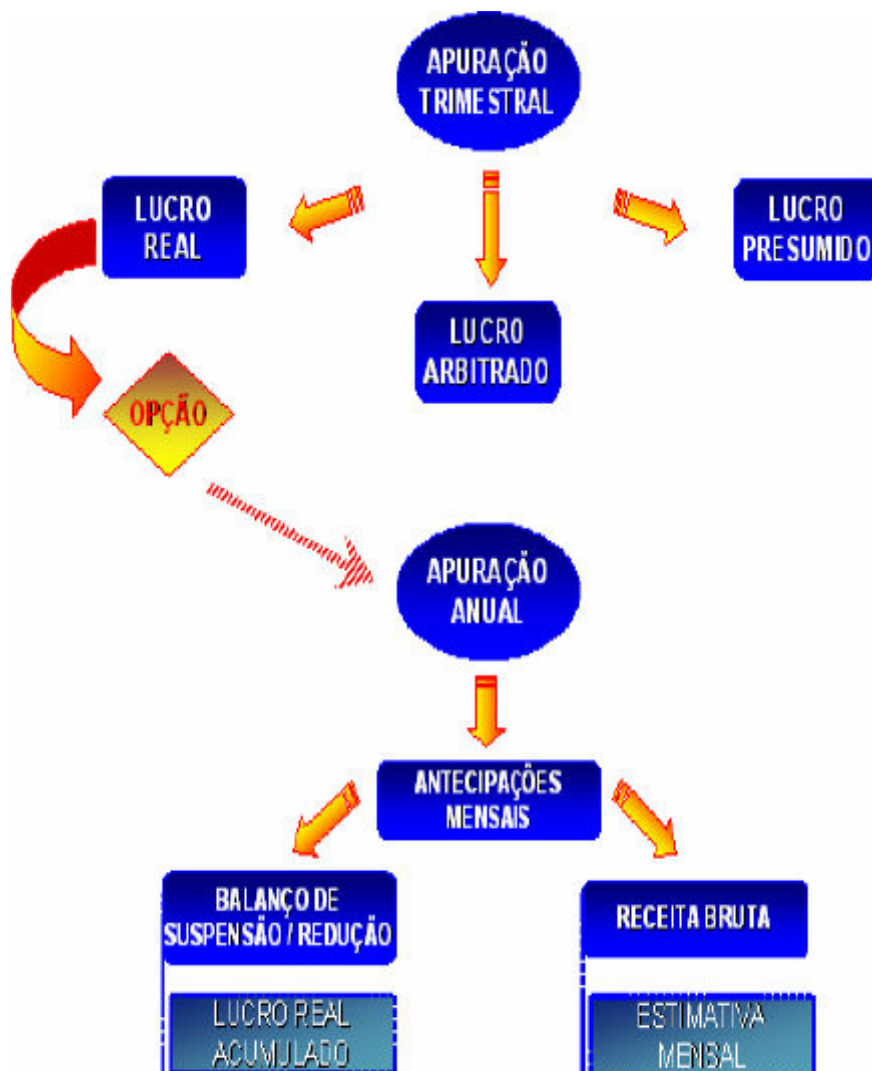 APURAÇÃO
TRIMESTRAL
LUCRO
REAL
LUCRO
PRESUMIDO
LUCRO
ARBITRADO
OPÇÃO
APURAÇÃO
ANUAL
ANTECIPAÇÕES
MENSAIS
BALANÇO DE
SUSPENSÃO / REDUÇÃO
RECEITA BRUTA
LUCRO REAL
ACUMULADO
ESTIMATIVA
MENSAL